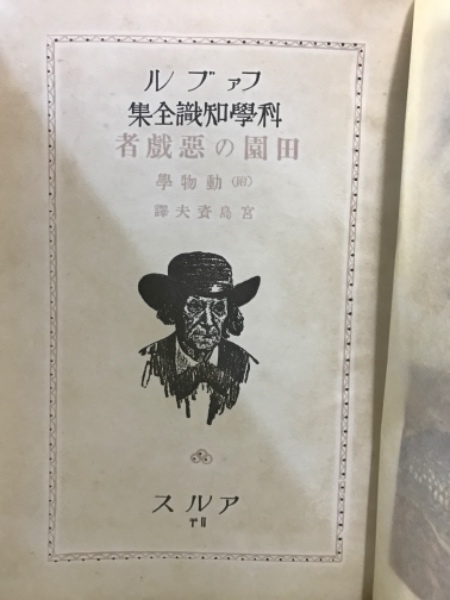 ファブル
科學知識全集
田園の惡戯者
動物學
宮島資夫譯
アルス
刊